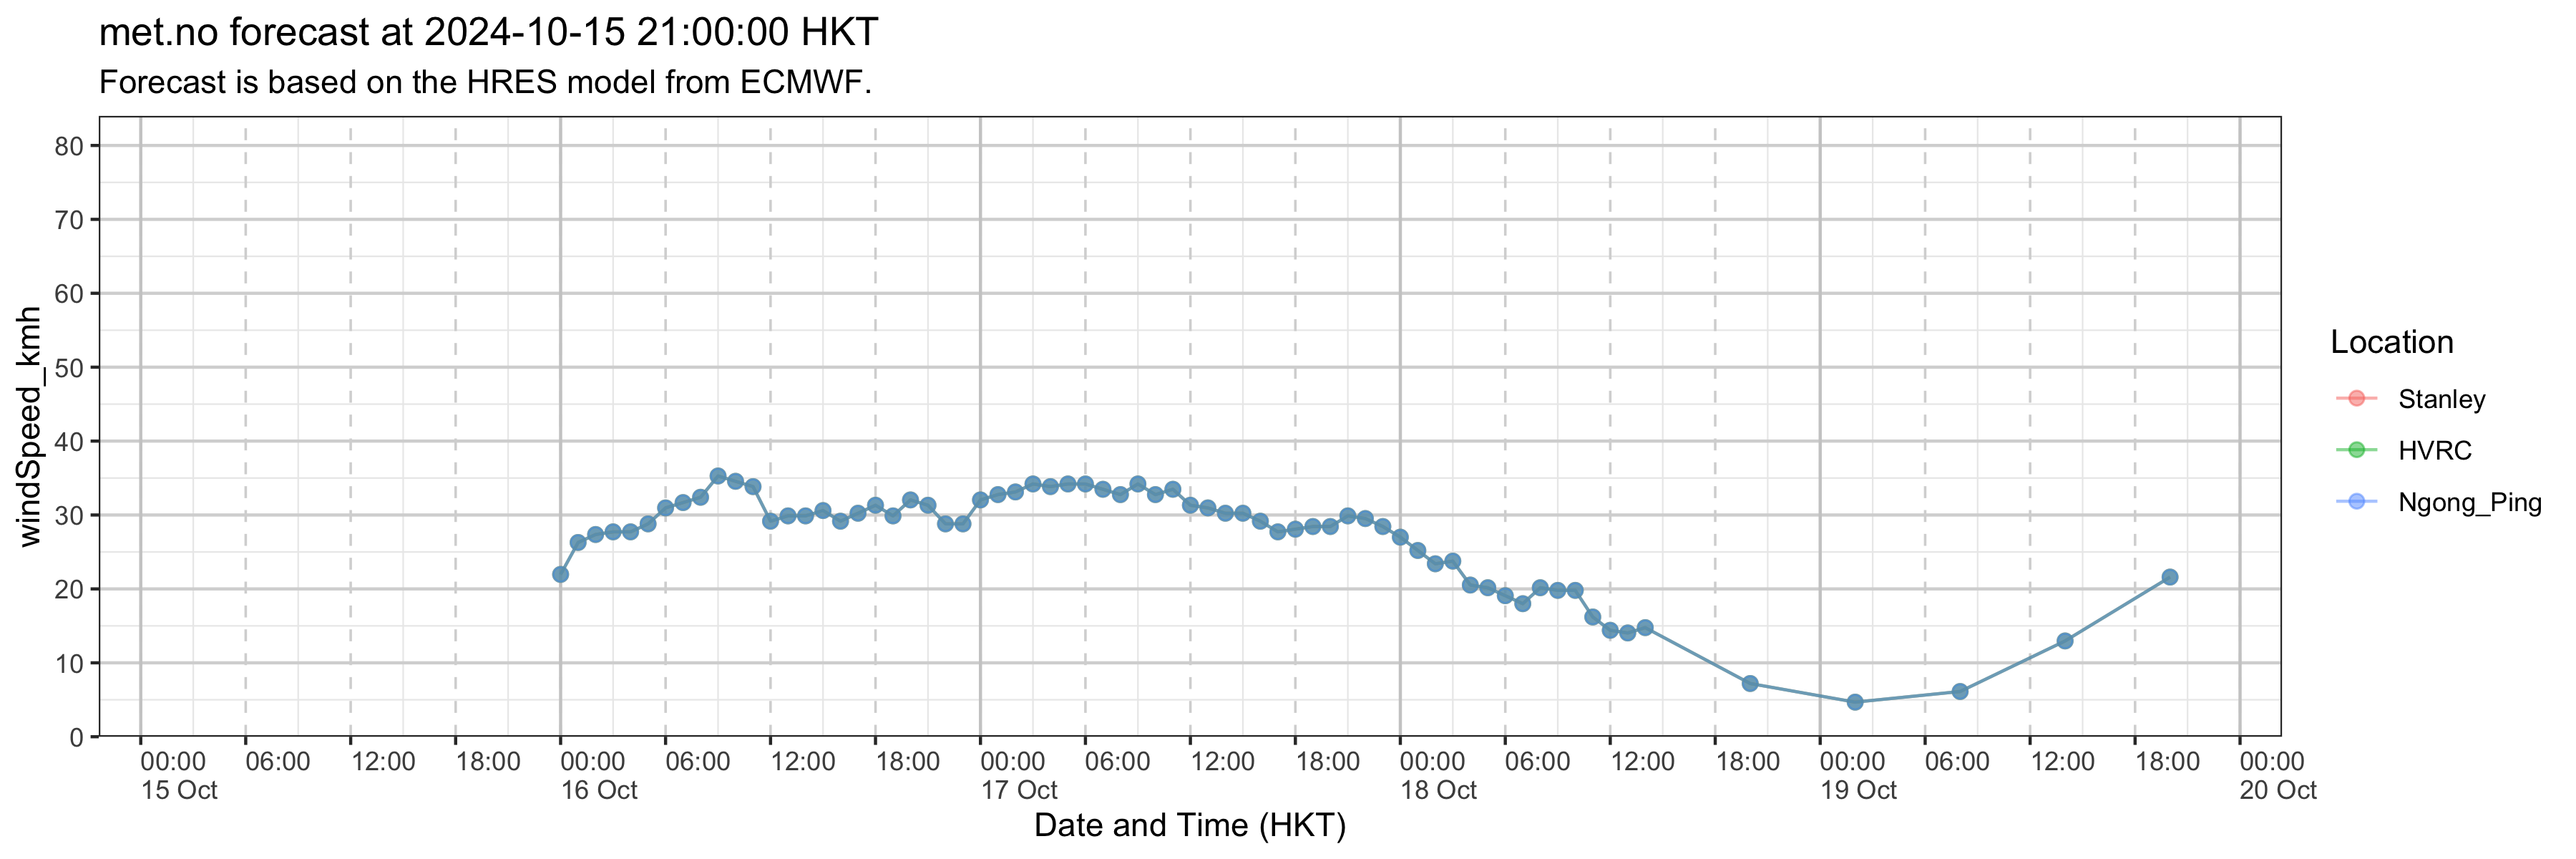 met.no forecast at 2024-10-15 21:00:00 HKT
Forecast is based on the HRES model from ECMWF.
windSpeed_kmh
80
70
60
50
40
30
20
10
0
00:00 06:00 12:00 18:00 00:00 06:00 12:00 18:00 00:00 06:00 12:00 18:00 00:00 06:00 12:00 18:00 00:00 06:00 12:00 18:00 00:00
15 Oct 16 Oct 17 Oct 18 Oct 19 Oct 20 Oct
Date and Time (HKT)
Location
Stanley
HVRC
Ngong_Ping